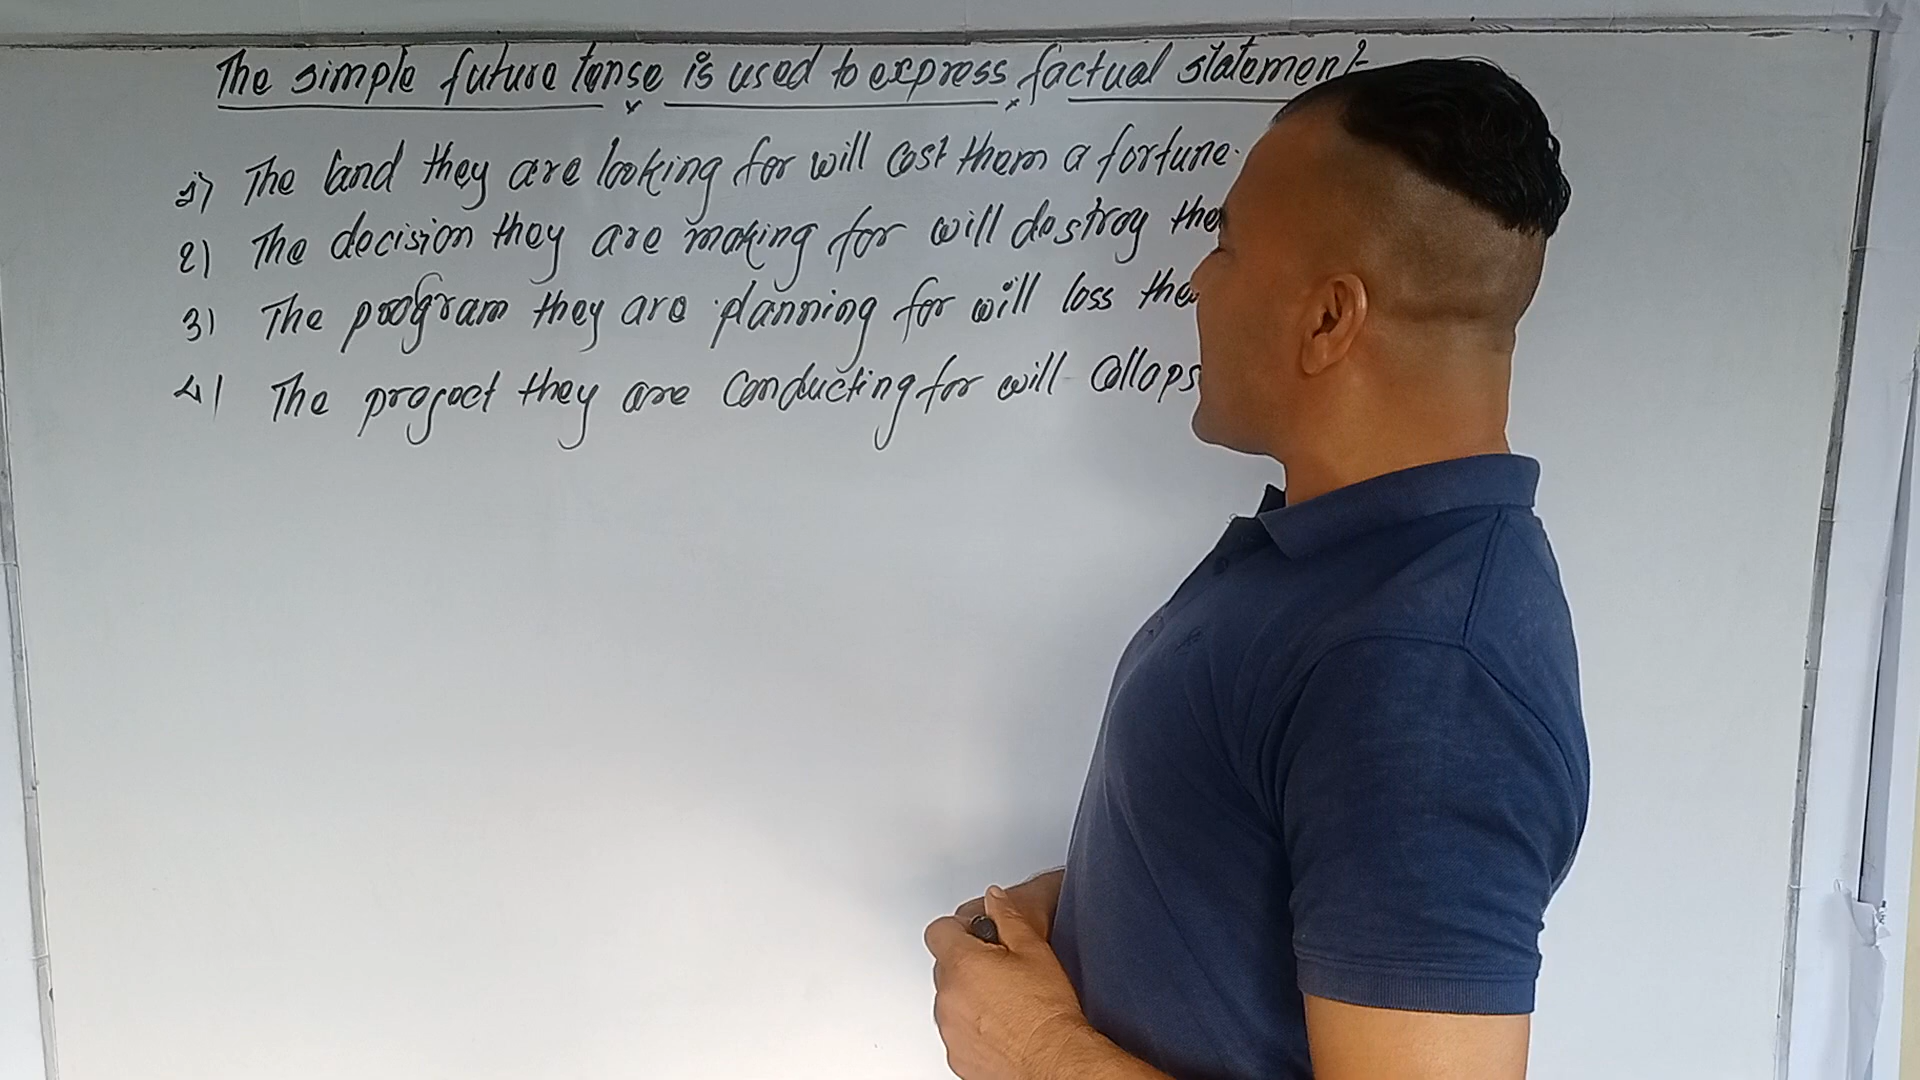 The simple future tense is used to express factual statement
1) The land they are looking for will cost them a fortune.
2) The decision they are making for will destroy the
3) The program they are planning for will loss the
4) The project they are conducting for will collaps